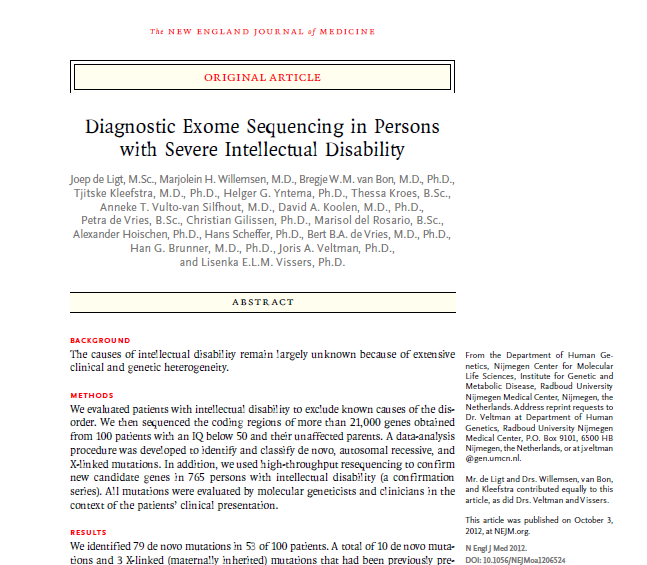 The NEW ENGLAND JOURNAL of MEDICINE
ORIGINAL ARTICLE
Diagnostic Exome Sequencing in Persons
with Severe Intellectual Disability
Joep de Ligt, M.Sc., Marjolein H. Willemsen, M.D., Bregje W.M. van Bon, M.D., Ph.D.,
Tjitske Kleefstra, M.D., Ph.D., Helger G. Yntema, Ph.D., Thessa Kroes, B.Sc.,
Anneke T. Vulto-van Silfhout, M.D., David A. Koolen, M.D., Ph.D.,
Petra de Vries, B.Sc., Christian Gilissen, Ph.D., Marisol del Rosario, B.Sc.,
Alexander Hoischen, Ph.D., Hans Scheffer, Ph.D., Bert B.A. de Vries, M.D., Ph.D.,
Han G. Brunner, M.D., Ph.D., Joris A. Veltman, Ph.D.,
and Lisenka E.L.M. Vissers, Ph.D.
ABSTRACT
BACKGROUND
The causes of intellectual disability remain largely unknown because of extensive
clinical and genetic heterogeneity.
METHODS
We evaluated patients with intellectual disability to exclude known causes of the dis-
order. We then sequenced the coding regions of more than 21,000 genes obtained
from 100 patients with an IQ below 50 and their unaffected parents. A data-analysis
procedure was developed to identify and classify de novo, autosomal recessive, and
X-linked mutations. In addition, we used high-throughput resequencing to confirm
new candidate genes in 765 persons with intellectual disability (a confirmation
series). All mutations were evaluated by molecular geneticists and clinicians in the
context of the patients' clinical presentation.
RESULTS
We identified 79 de novo mutations in 53 of 100 patients. A total of 10 de novo muta-
tions and 3 X-linked (maternally inherited) mutations that had been previously pre-
From the Department of Human Ge-
netics, Nijmegen Center for Molecular
Life Sciences, Institute for Genetic and
Metabolic Disease, Radboud University
Nijmegen Medical Center, Nijmegen, the
Netherlands. Address reprint requests to
Dr. Veltman at Department of Human
Genetics, Radboud University Nijmegen
Medical Center, P.O. Box 9101, 6500 HB
Nijmegen, the Netherlands, or at j.veltman
@gen.umcn.nl.
Mr. de Ligt and Drs. Willemsen, van Bon,
and Kleefstra contributed equally to this
article, as did Drs. Veltman and Vissers.
This article was published on October 3,
2012, at NEJM.org.
N Engl J Med 2012.
DOI: 10.1056/NEJMoa1206524